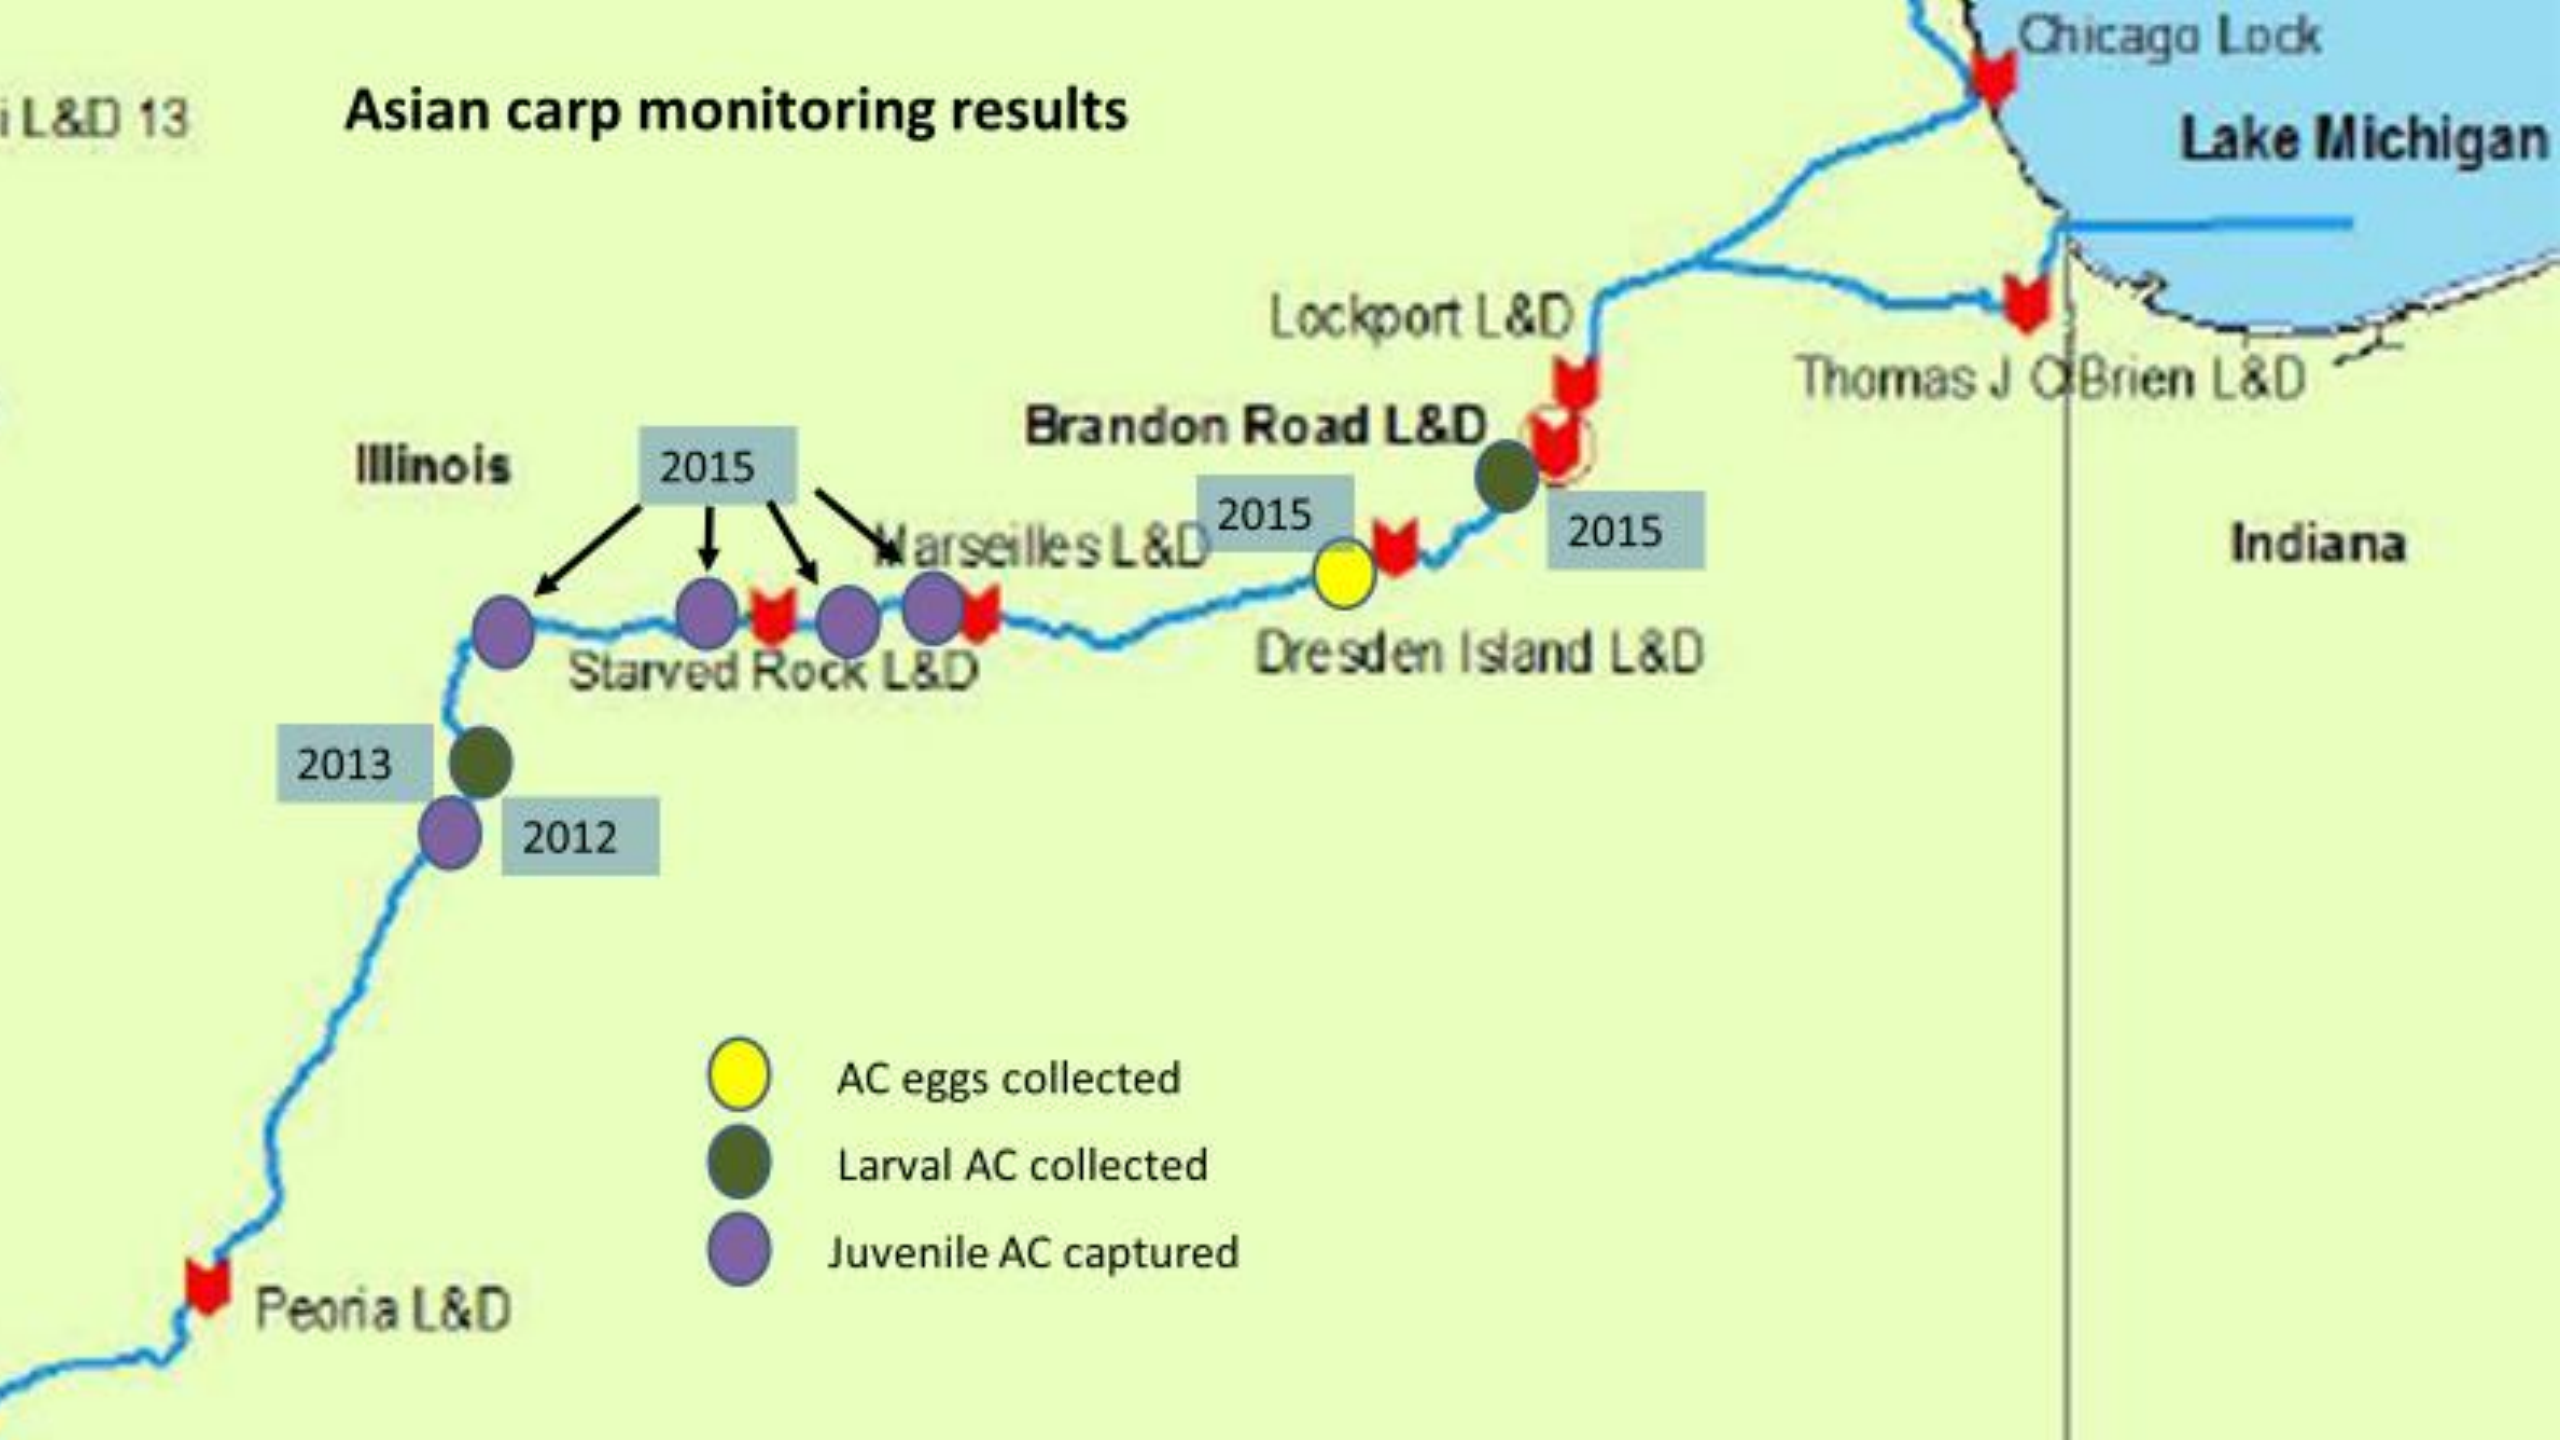 Chicago Lock
i L&D 13
Asian carp monitoring results
Lake Michigan
Lockport L&D
Thomas J O'Brien L&D
Brandon Road L&D
Illinois
2015
2015
2015
Marseilles L&D
Indiana
Starved Rock L&D
Dresden Island L&D
2013
2012
AC eggs collected
Larval AC collected
Juvenile AC captured
Peoria L&D